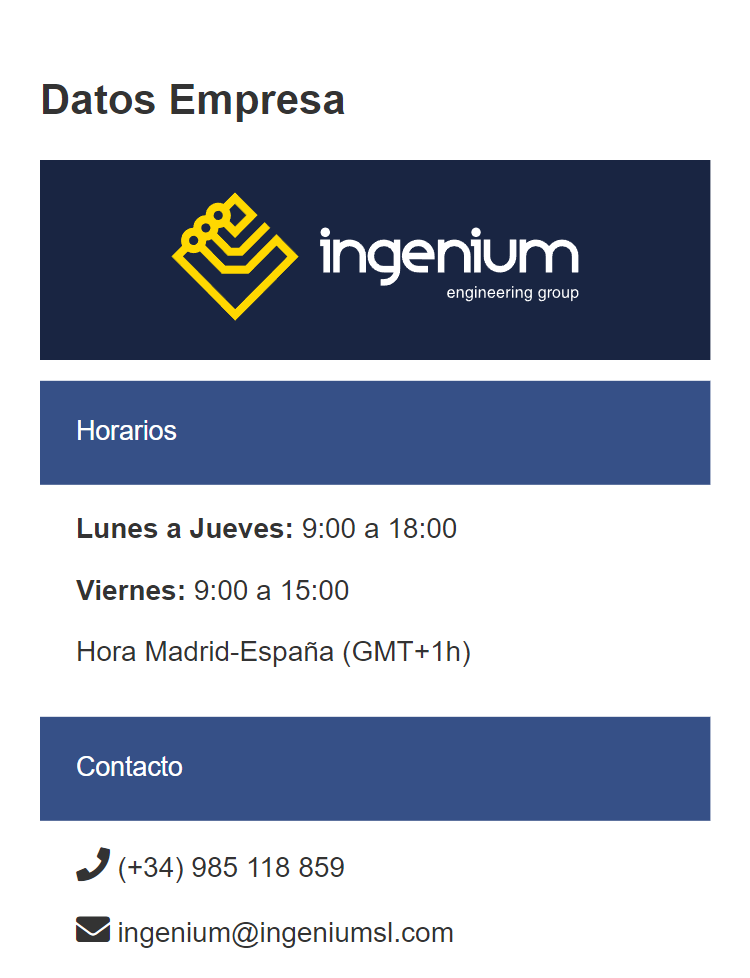 Datos Empresa
ingenium
engineering group
Horarios
Lunes a Jueves: 9:00 a 18:00
Viernes: 9:00 a 15:00
Hora Madrid-España (GMT+1h)
Contacto
(+34) 985 118 859
ingenium@ingeniumsl.com